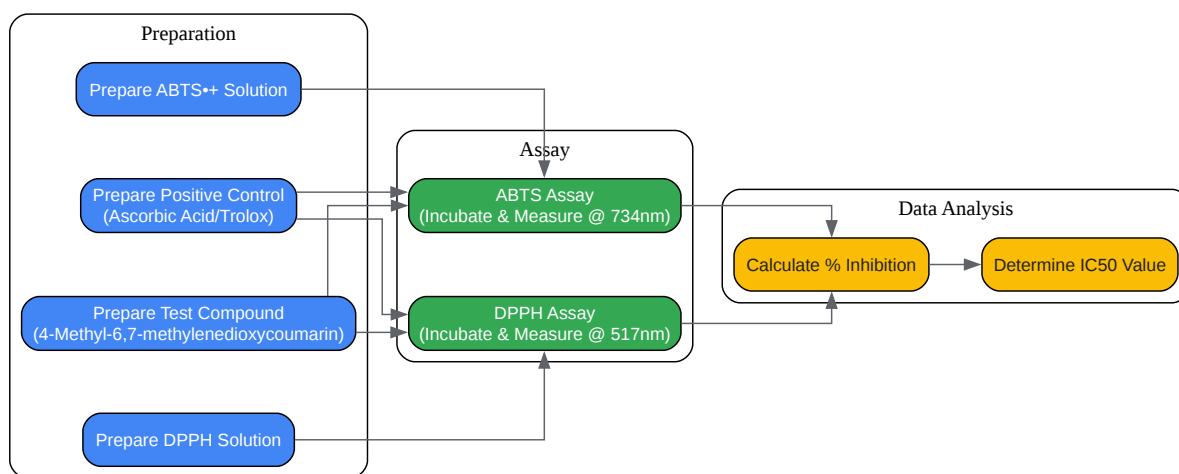 Preparation
Prepare ABTS•+ Solution
Prepare Positive Control
(Ascorbic Acid/Trolox)
Prepare Test Compound
(4-Methyl-6,7-methylenedioxycoumarin)
Prepare DPPH Solution
Assay
ABTS Assay
(Incubate & Measure @ 734nm)
DPPH Assay
(Incubate & Measure @ 517nm)
Data Analysis
Calculate % Inhibition
Determine IC50 Value